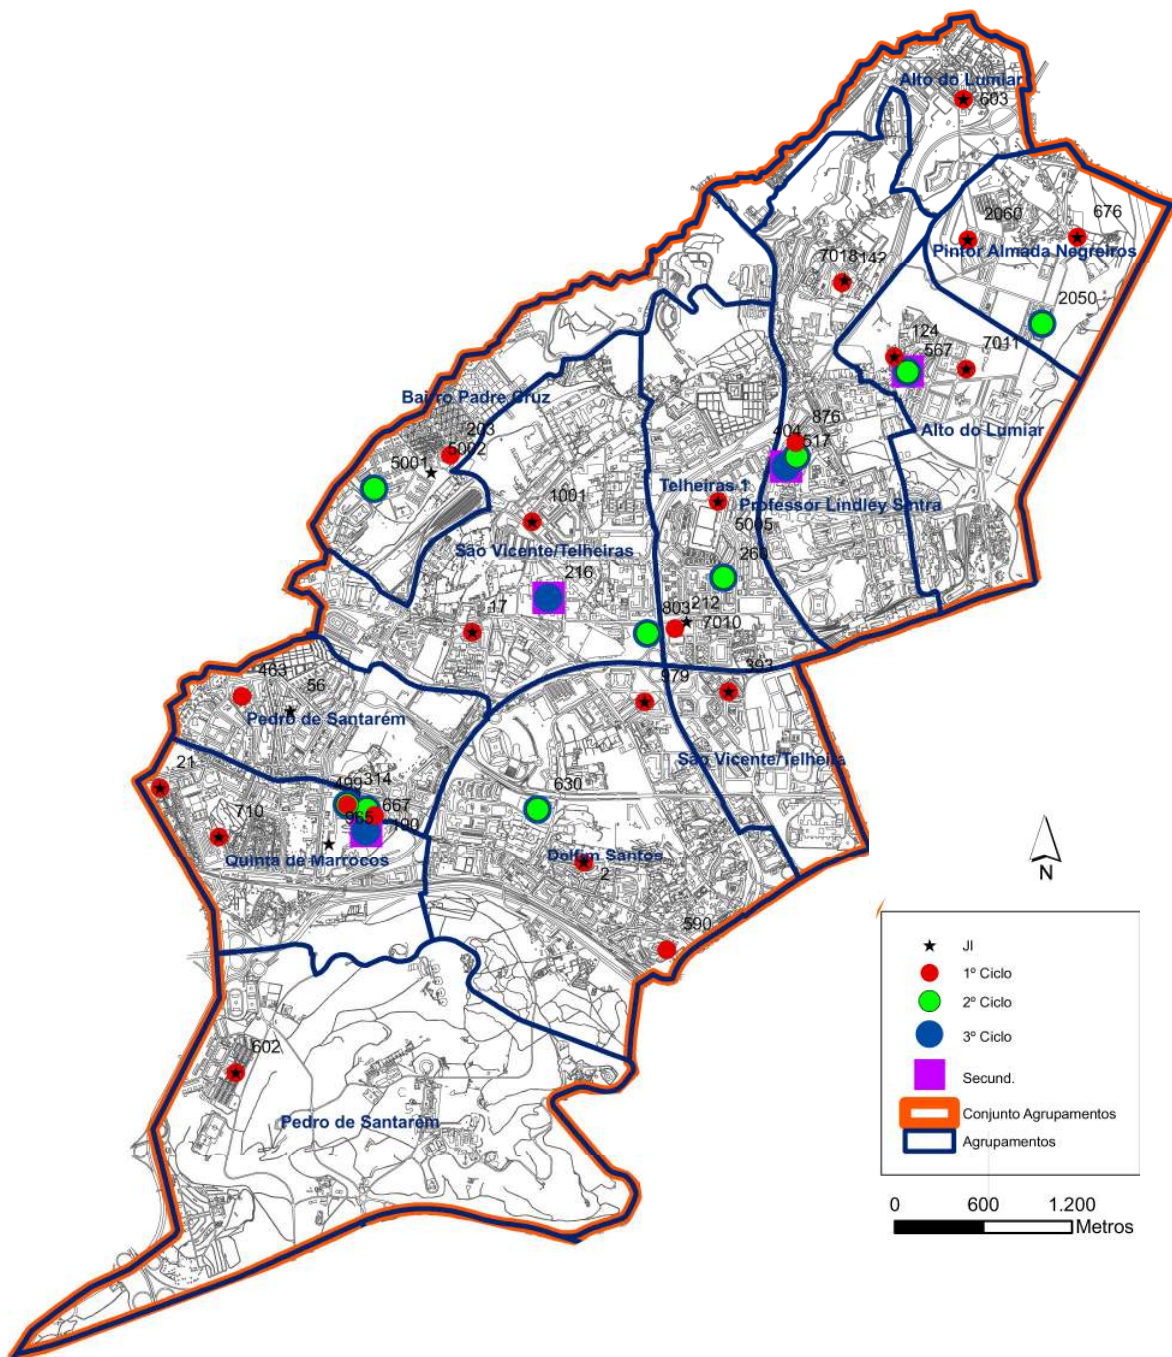 Alto do Lumiar
603
2060
676
Pintor Almada Negreiros
7018
142
2050
124
567
7011
Bairro Padre Cruz
203
5002
5001
876
404
517
Alto do Lumiar
Telheiras 1
Professor Lindley Sintra
1001
5005
São Vicente/Telheiras
260
216
17
803
212
7010
463
56
979
393
Pedro de Santarém
São Vicente/Telheira
21
499
314
630
710
667
965
190
Quinta de Marrocos
Delfim Santos
2
590
602
Pedro de Santarém
N
JI
1º Ciclo
2º Ciclo
3º Ciclo
Secund.
Conjunto Agrupamentos
Agrupamentos
0 600 1.200
Metros